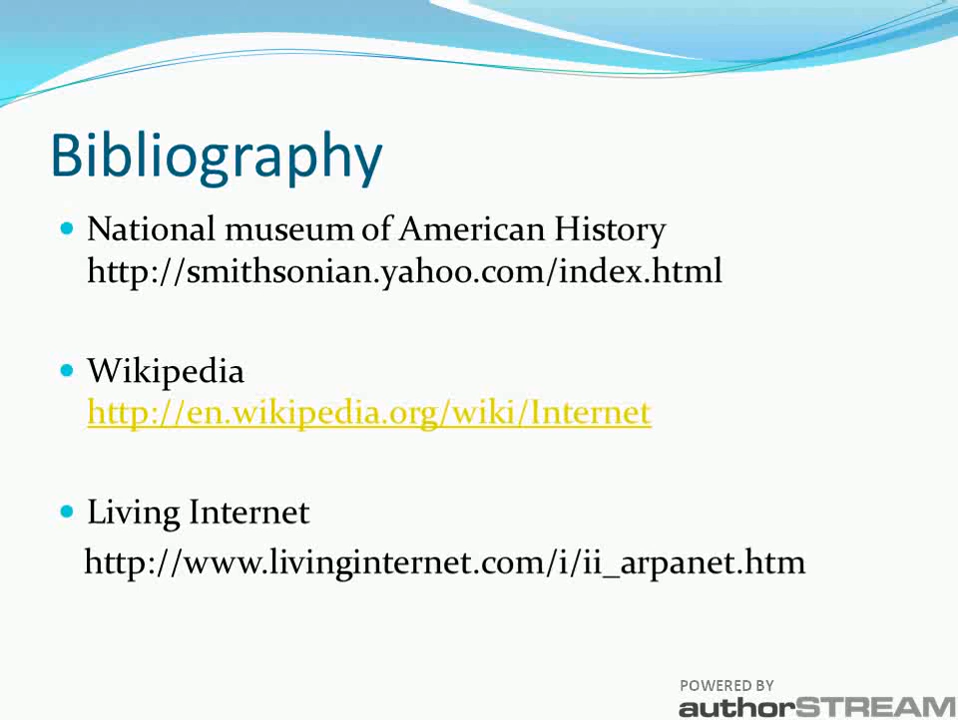 Bibliography
National museum of American History
http://smithsonian.yahoo.com/index.html
Wikipedia
http://en.wikipedia.org/wiki/Internet
Living Internet
http://www.livinginternet.com/i/ii_arpanet.htm
POWERED BY
authorSTREAM